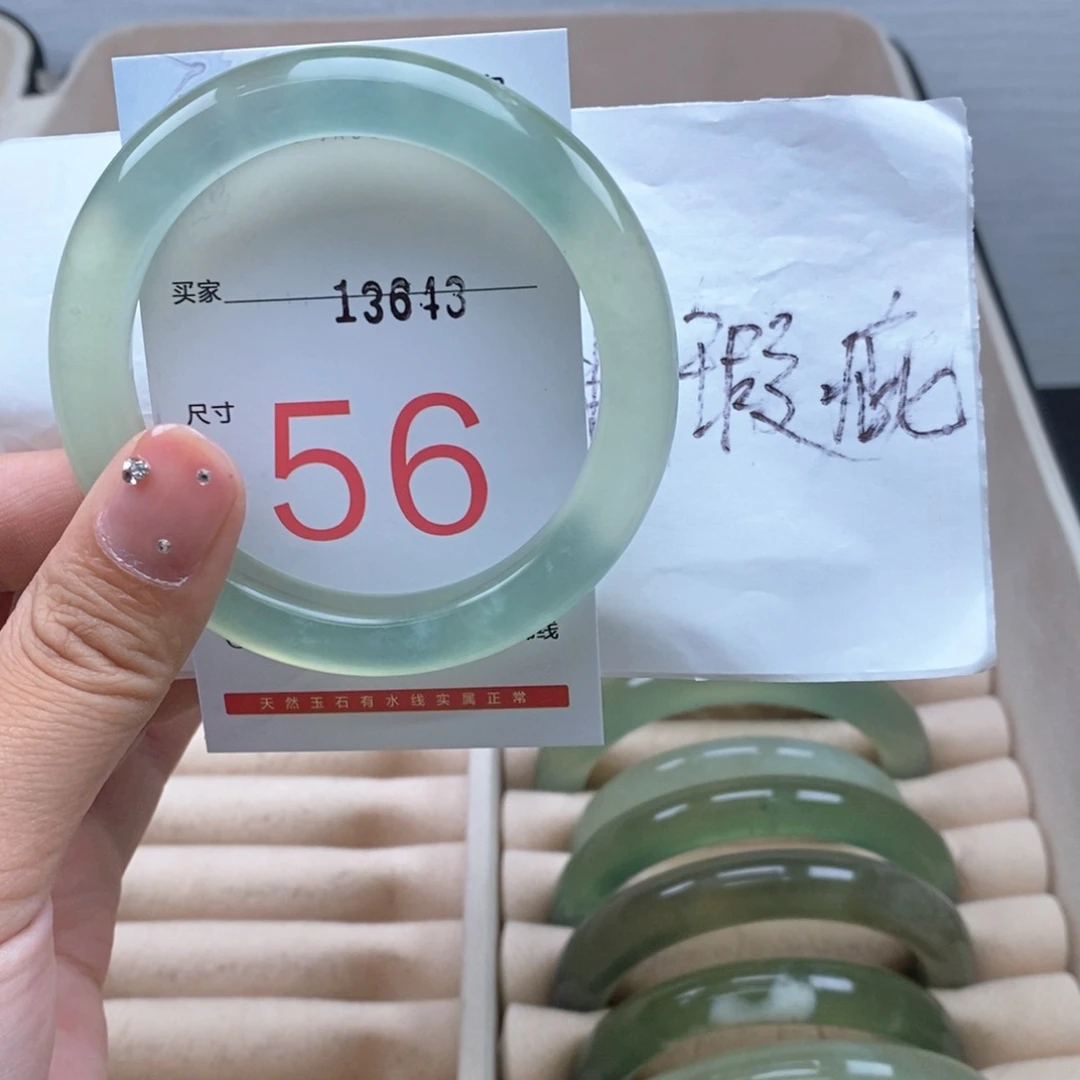 买家 13643
尺寸 56
瑕疵
线
天然玉石有水线实属正常